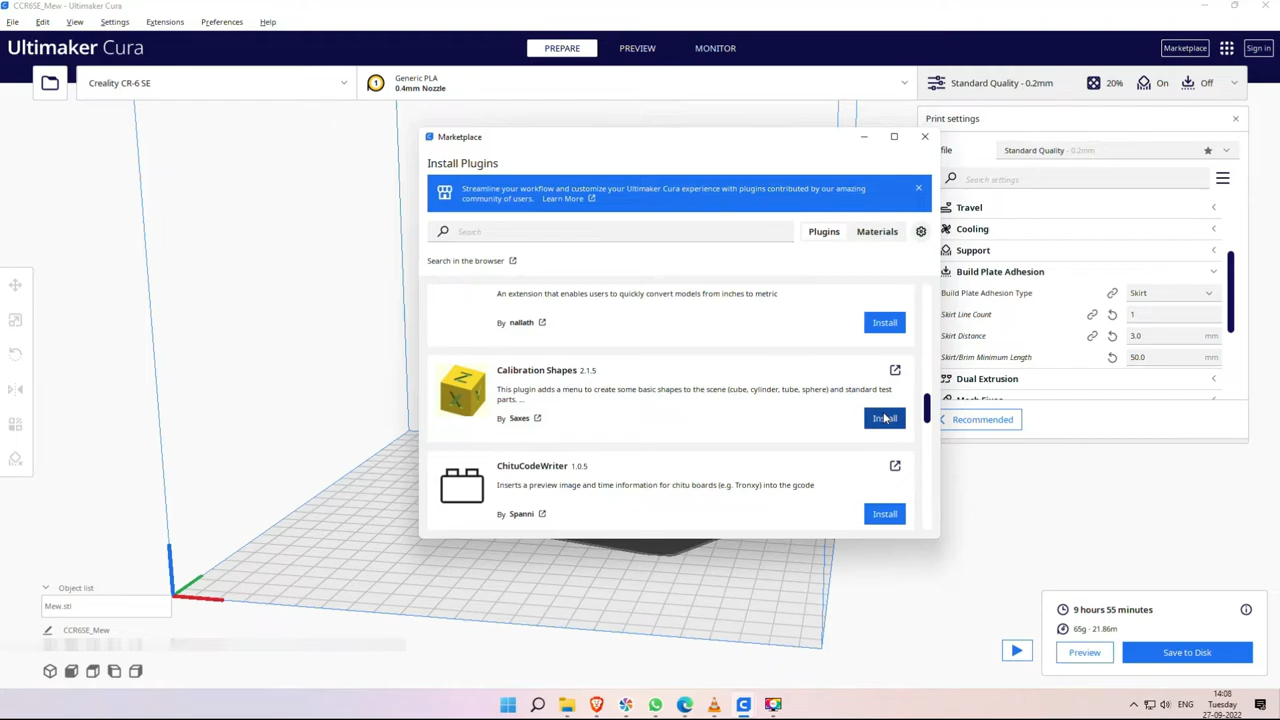 CCR6SE_Mew - Ultimaker Cura
File Edit View Settings Extensions Preferences Help
Ultimaker Cura
PREPARE PREVIEW MONITOR
Marketplace Sign in
Creality CR-6 SE
1 Generic PLA
0.4mm Nozzle
Standard Quality - 0.2mm 20% On Off
Print settings
file Standard Quality - 0.2mm
Search settings
Travel
Cooling
Support
Build Plate Adhesion
Build Plate Adhesion Type Skirt
Skirt Line Count 1
Skirt Distance 3.0 mm
Skirt/Brim Minimum Length 50.0 mm
Dual Extrusion
Recommended
Marketplace
Install Plugins
Streamline your workflow and customize your Ultimaker Cura experience with plugins contributed by our amazing
community of users. Learn More
Search
Plugins Materials
Search in the browser
An extension that enables users to quickly convert models from inches to metric
By nallath Install
Calibration Shapes 2.1.5
This plugin adds a menu to create some basic shapes to the scene (cube, cylinder, tube, sphere) and standard test
parts. ...
By Saxes Install
Z
X Y
ChituCodeWriter 1.0.5
Inserts a preview image and time information for chitu boards (e.g. Tronxy) into the gcode
By Spanni Install
Object list
Mew.stl
CCR6SE_Mew
9 hours 55 minutes
65g · 21.86m
Preview Save to Disk
ENG
14:08
Tuesday
27-09-2022